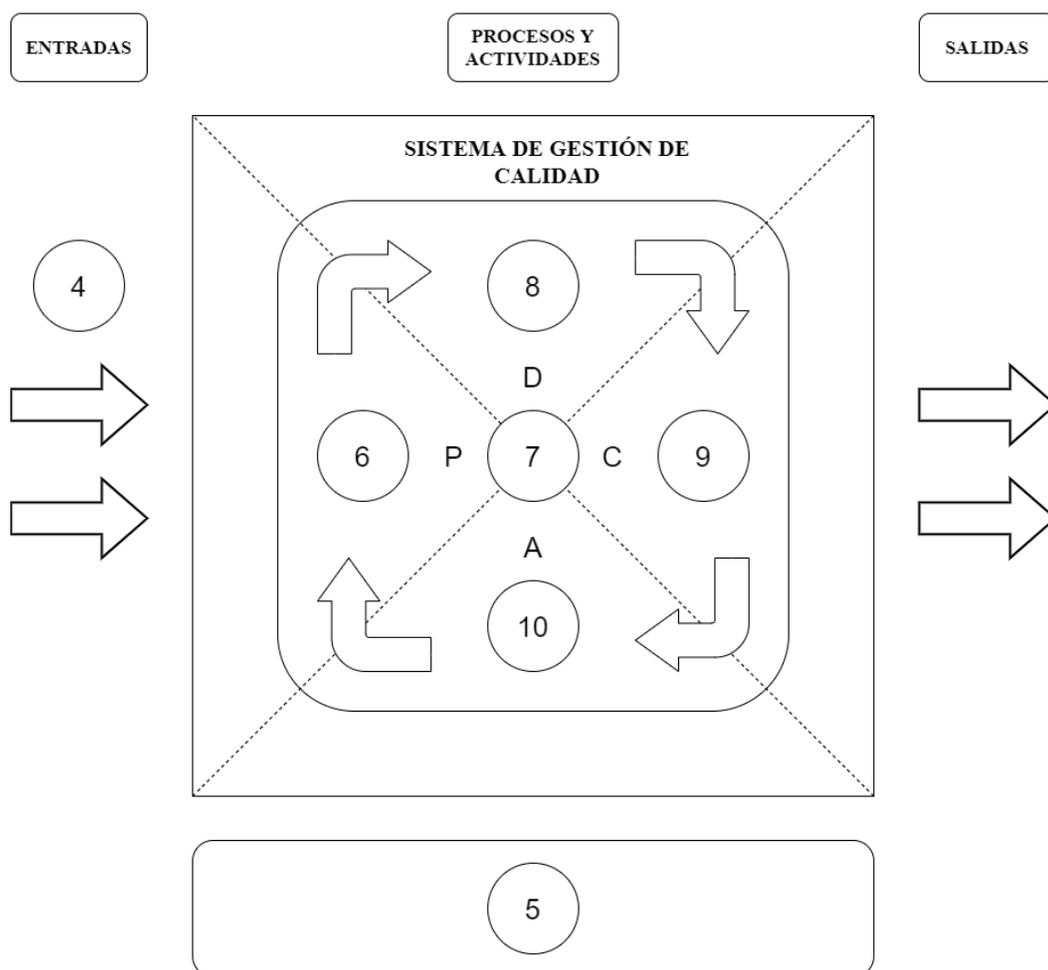 ENTRADAS
PROCESOS Y
ACTIVIDADES
SALIDAS
SISTEMA DE GESTIÓN DE
CALIDAD
4
8
D
6
P
7
C
9
A
10
5